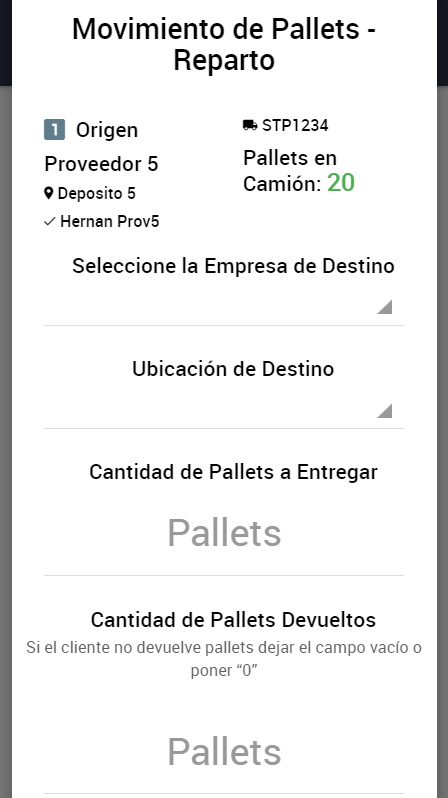 Movimiento de Pallets -
Reparto
1 Origen
Proveedor 5
Deposito 5
Hernan Prov5
STP1234
Pallets en
Camión: 20
Seleccione la Empresa de Destino
Ubicación de Destino
Cantidad de Pallets a Entregar
Pallets
Cantidad de Pallets Devueltos
Si el cliente no devuelve pallets dejar el campo vacío o
poner “0”
Pallets